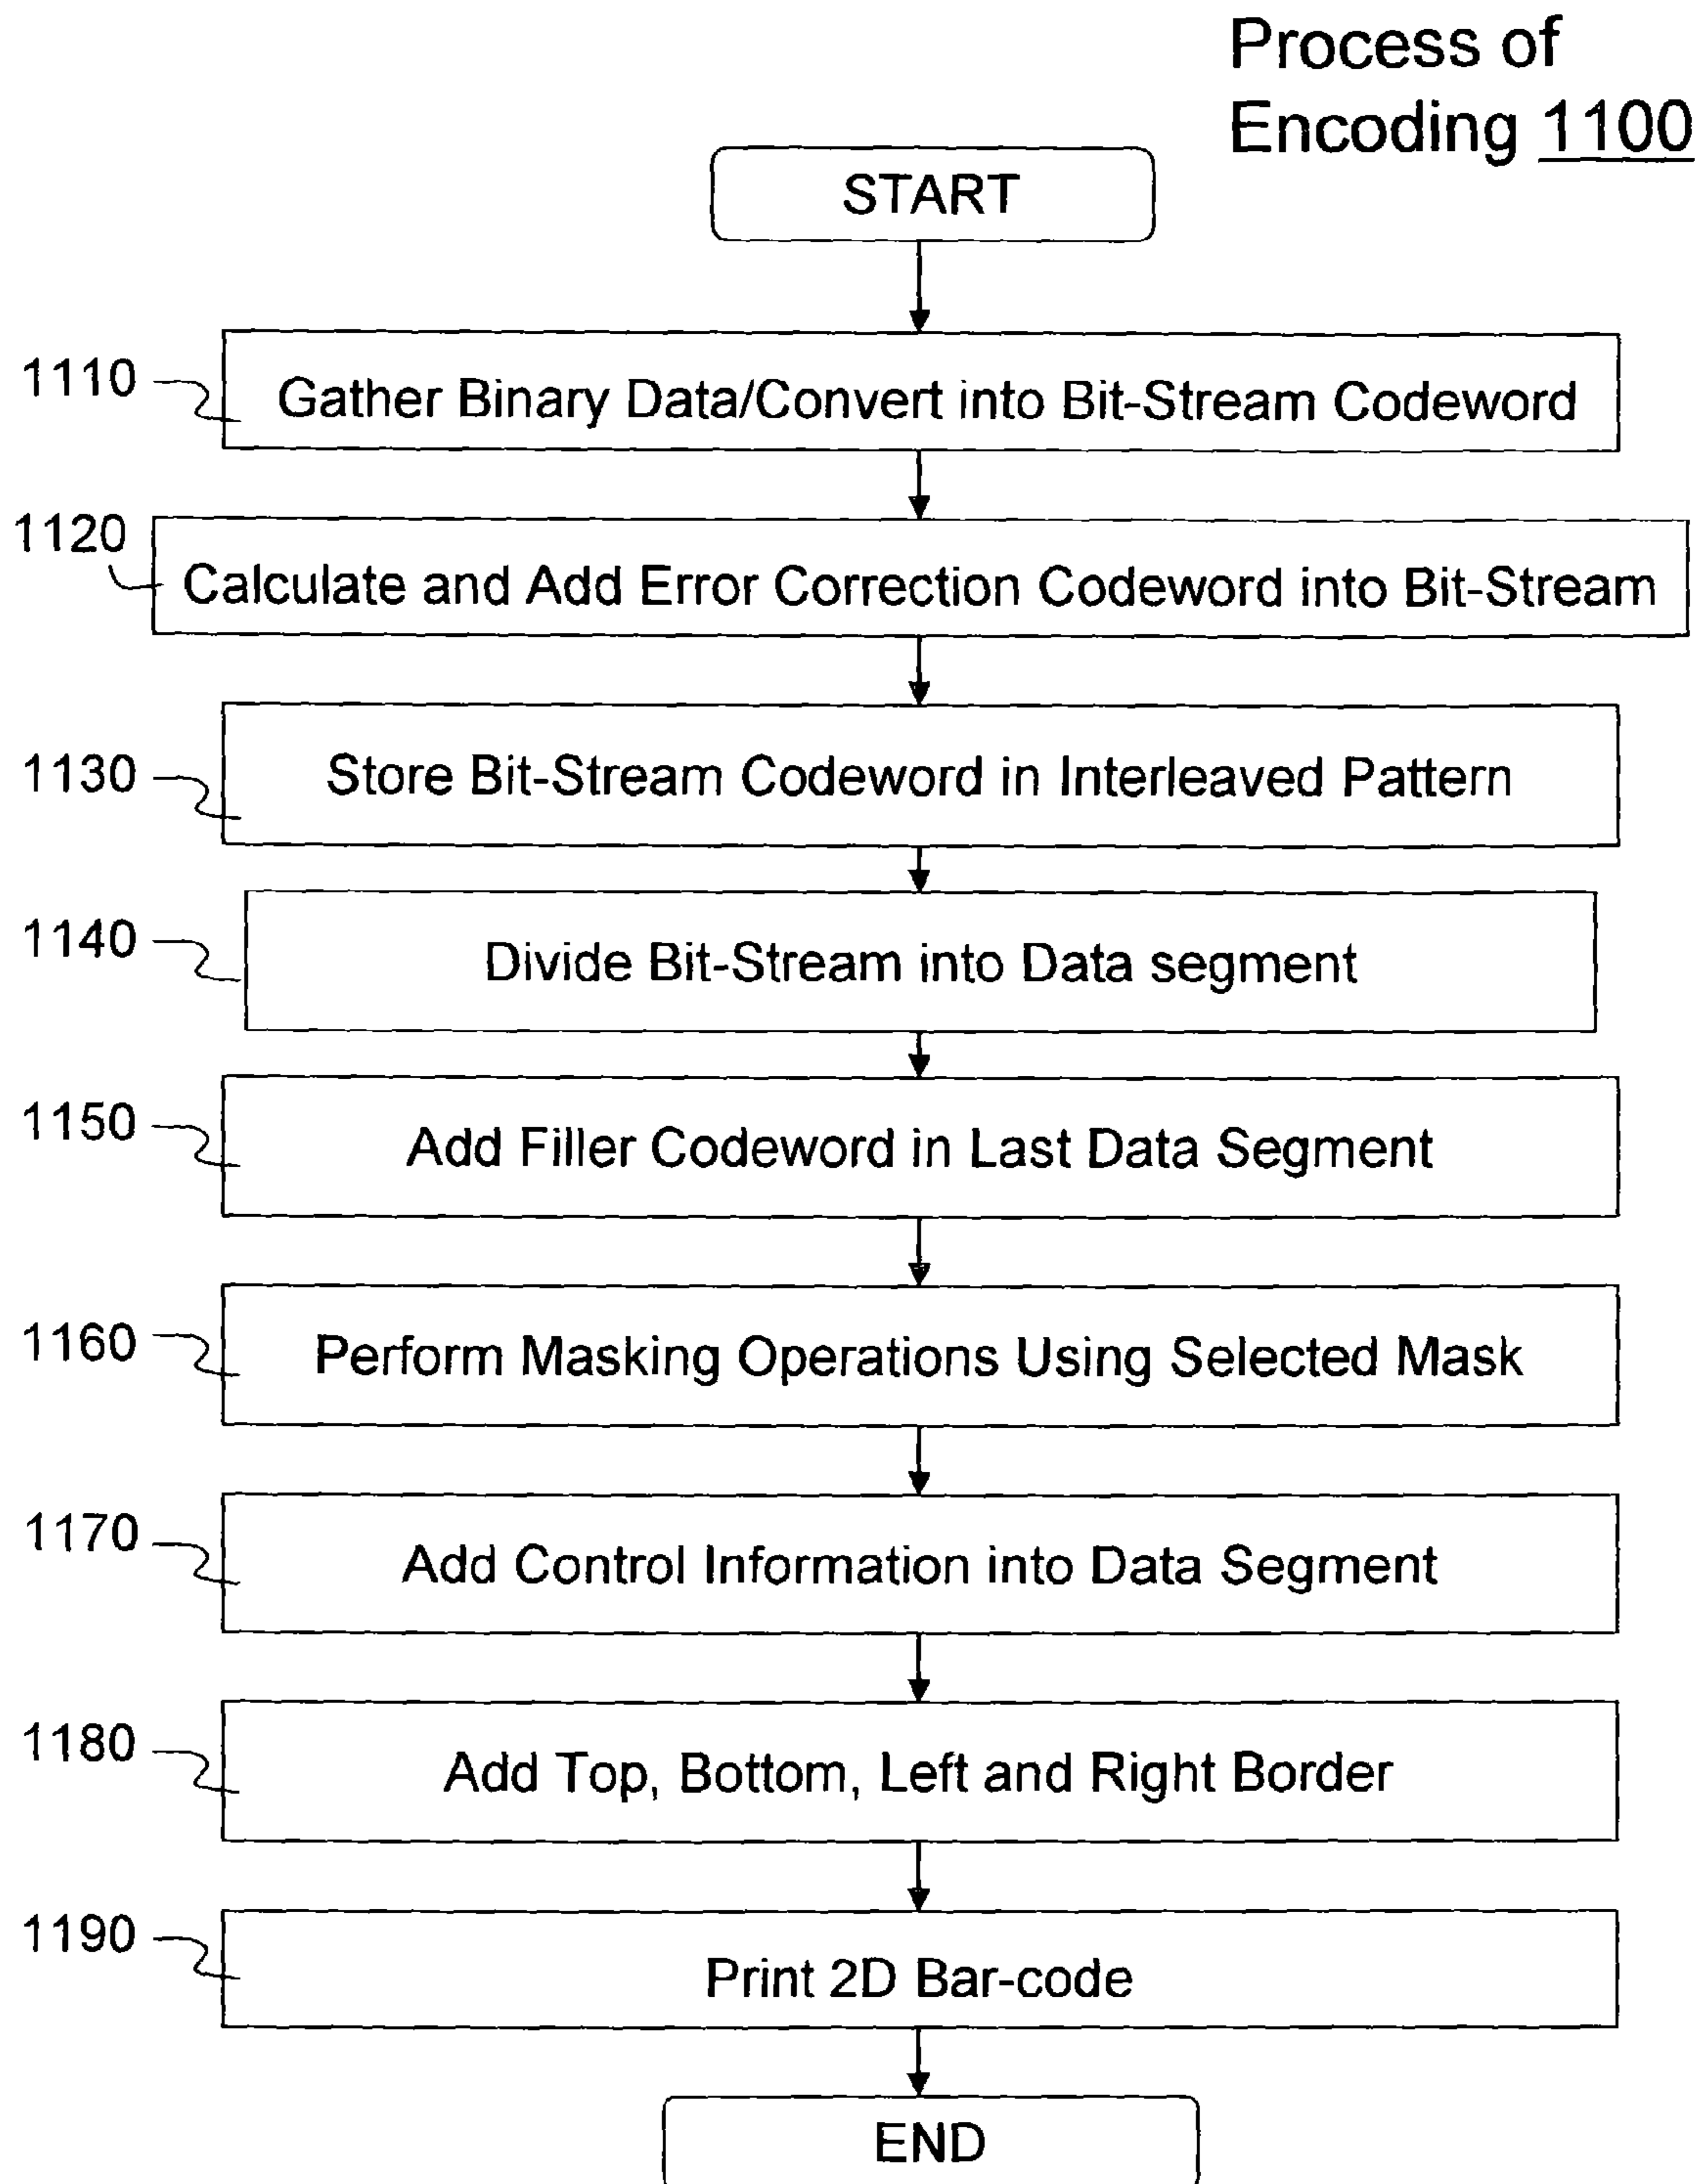 Process of
Encoding 1100
START
1110
Gather Binary Data/Convert into Bit-Stream Codeword
1120
Calculate and Add Error Correction Codeword into Bit-Stream
1130
Store Bit-Stream Codeword in Interleaved Pattern
1140
Divide Bit-Stream into Data segment
1150
Add Filler Codeword in Last Data Segment
1160
Perform Masking Operations Using Selected Mask
1170
Add Control Information into Data Segment
1180
Add Top, Bottom, Left and Right Border
1190
Print 2D Bar-code
END